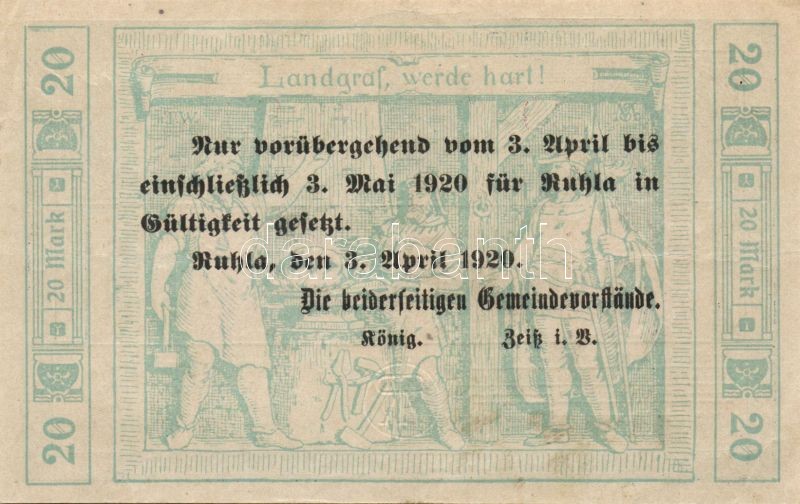 20
20
Landgraf, werde hart!
Nur vorübergehend vom 3. April bis
einschließlich 3. Mai 1920 für Ruhla in
Gültigkeit gesetzt.
Ruhla, den 3. April 1920.
Die beiderseitigen Gemeindevorstände.
König. Zeiß i. V.
20 Mark
20 Mark
20
20
darabanth